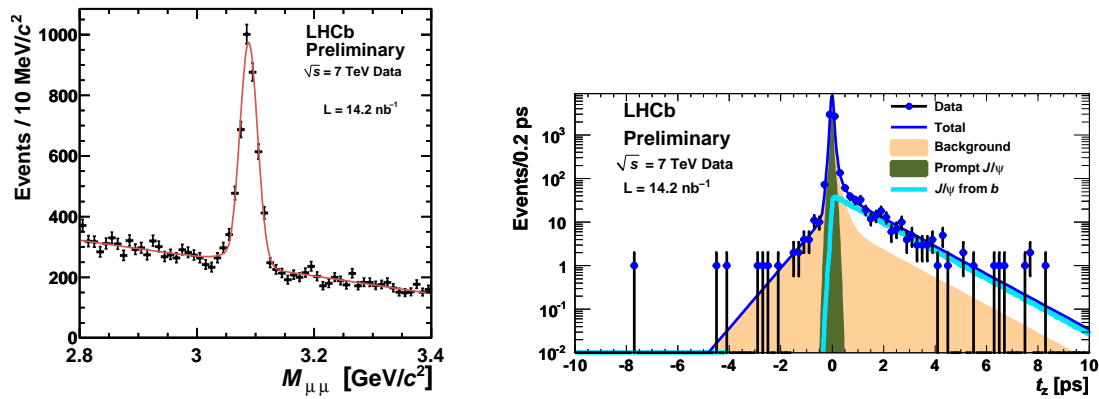 Events / 10 MeV/c²
1000
800
600
400
200
0
LHCb
Preliminary
√s = 7 TeV Data
L = 14.2 nb⁻¹
2.8 3 3.2 3.4
M_μμ [GeV/c²]
Events/0.2 ps
10³
10²
10
1
10⁻¹
10⁻²
LHCb
Preliminary
√s = 7 TeV Data
L = 14.2 nb⁻¹
Data
Total
Background
Prompt J/ψ
J/ψ from b
-10 -8 -6 -4 -2 0 2 4 6 8 10
t_z [ps]